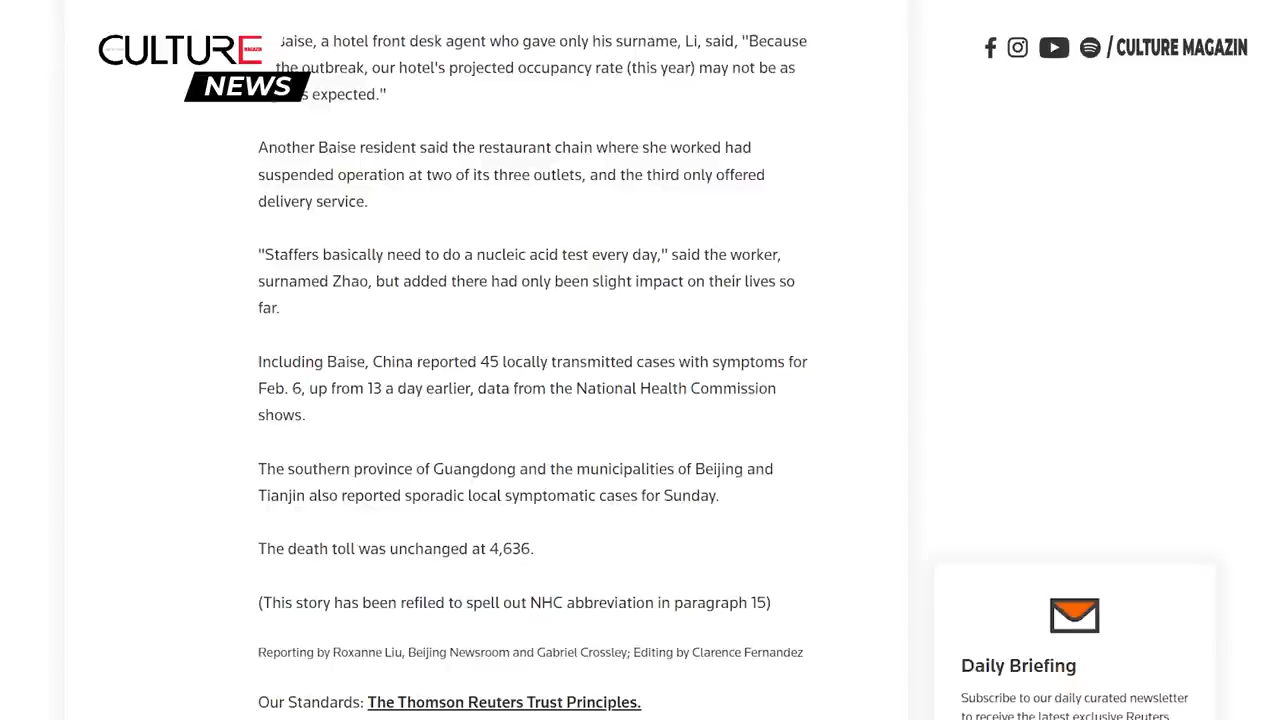 CULTURE
NEWS
/ CULTURE MAGAZIN
aise, a hotel front desk agent who gave only his surname, Li, said, "Because
the outbreak, our hotel's projected occupancy rate (this year) may not be as
expected."
Another Baise resident said the restaurant chain where she worked had
suspended operation at two of its three outlets, and the third only offered
delivery service.
"Staffers basically need to do a nucleic acid test every day," said the worker,
surnamed Zhao, but added there had only been slight impact on their lives so
far.
Including Baise, China reported 45 locally transmitted cases with symptoms for
Feb. 6, up from 13 a day earlier, data from the National Health Commission
shows.
The southern province of Guangdong and the municipalities of Beijing and
Tianjin also reported sporadic local symptomatic cases for Sunday.
The death toll was unchanged at 4,636.
(This story has been refiled to spell out NHC abbreviation in paragraph 15)
Reporting by Roxanne Liu, Beijing Newsroom and Gabriel Crossley; Editing by Clarence Fernandez
Our Standards: The Thomson Reuters Trust Principles.
Daily Briefing
Subscribe to our daily curated newsletter
to receive the latest exclusive Reuters